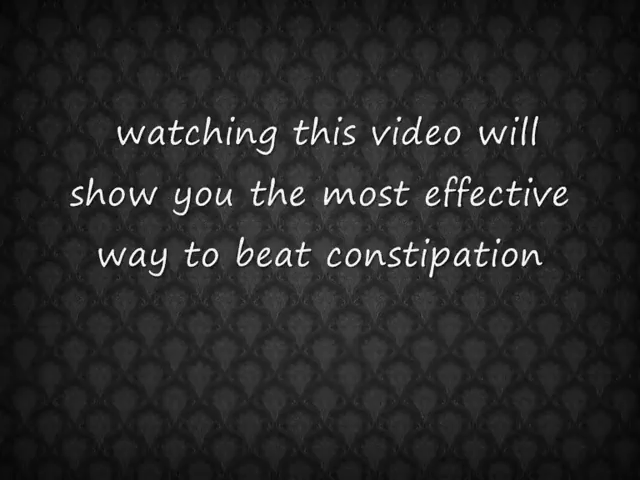 watching this video will
show you the most effective
way to beat constipation